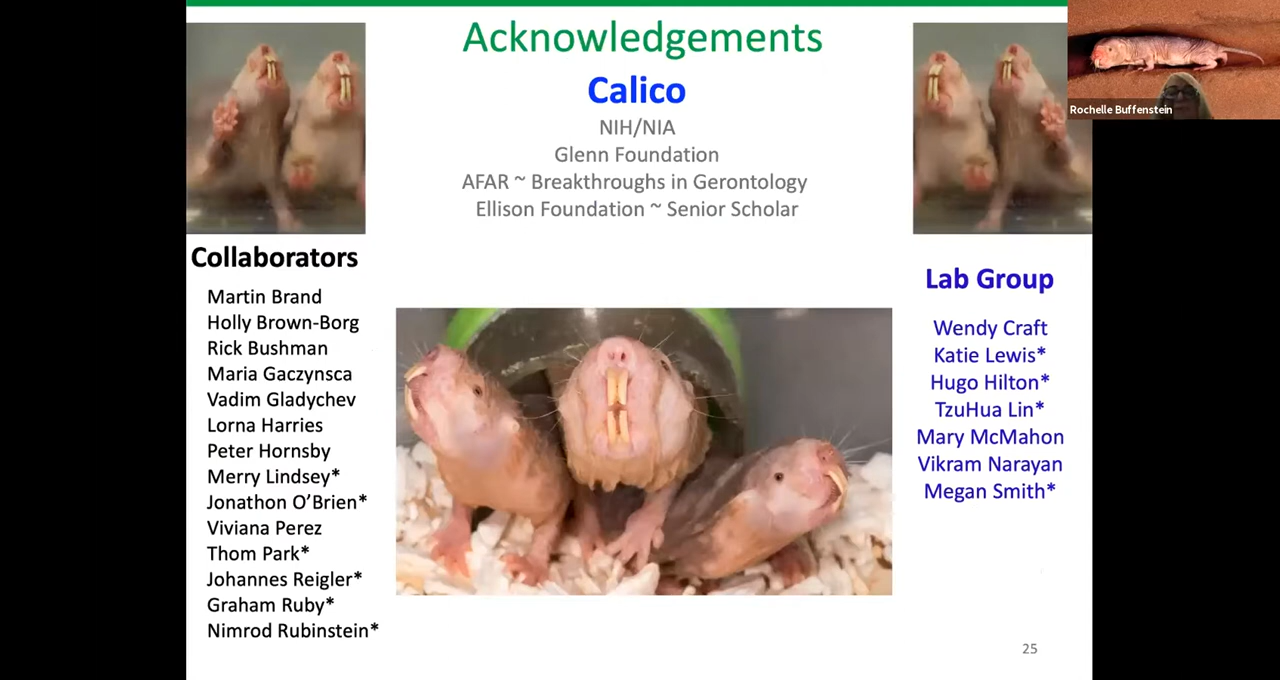 Acknowledgements
Calico
NIH/NIA
Glenn Foundation
AFAR ~ Breakthroughs in Gerontology
Ellison Foundation ~ Senior Scholar
Rochelle Buffenstein
Collaborators
Martin Brand
Holly Brown-Borg
Rick Bushman
Maria Gaczynsca
Vadim Gladychev
Lorna Harries
Peter Hornsby
Merry Lindsey*
Jonathon O'Brien*
Viviana Perez
Thom Park*
Johannes Reigler*
Graham Ruby*
Nimrod Rubinstein*
Lab Group
Wendy Craft
Katie Lewis*
Hugo Hilton*
TzuHua Lin*
Mary McMahon
Vikram Narayan
Megan Smith*
25